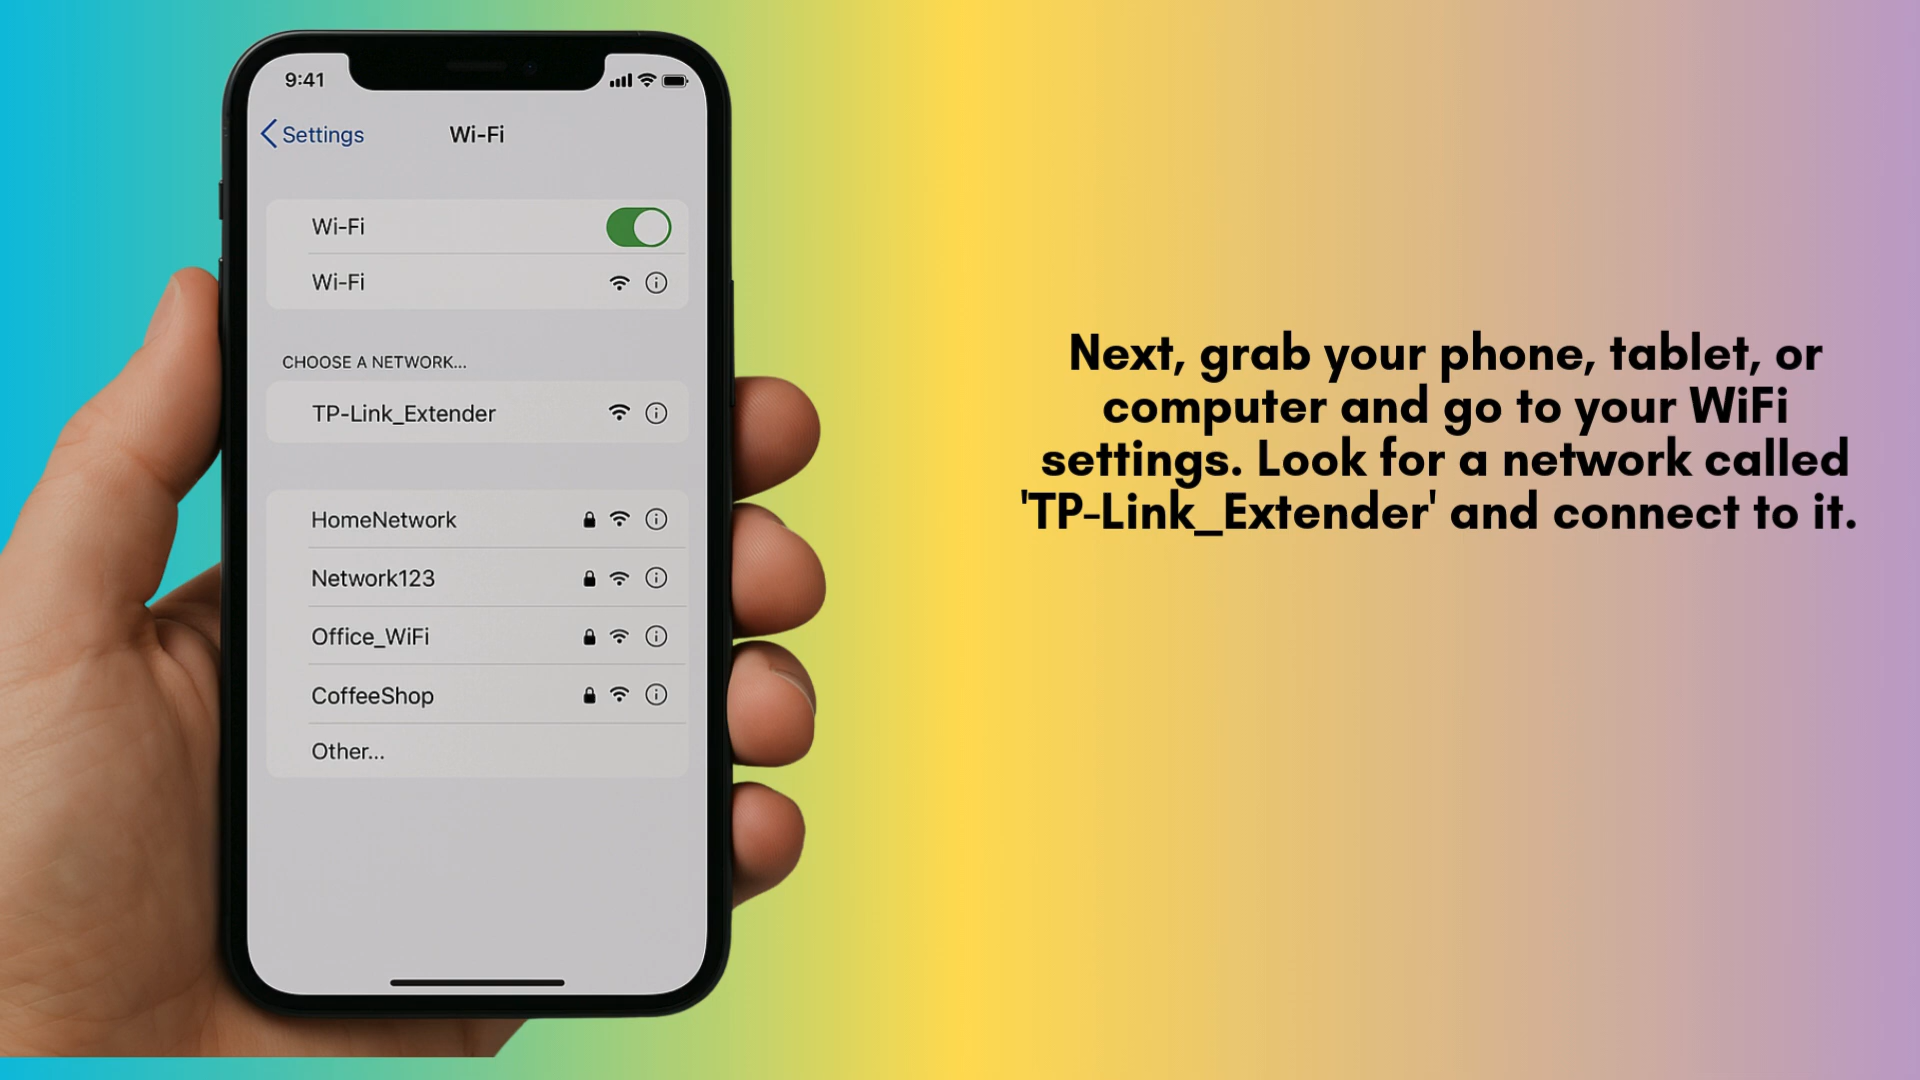 9:41
Settings
Wi-Fi
Wi-Fi
Wi-Fi
CHOOSE A NETWORK...
TP-Link_Extender
HomeNetwork
Network123
Office_WiFi
CoffeeShop
Other...
Next, grab your phone, tablet, or
computer and go to your WiFi
settings. Look for a network called
'TP-Link_Extender' and connect to it.